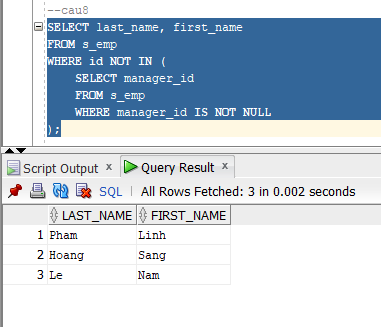 --cau8
SELECT last_name, first_name
FROM s_emp
WHERE id NOT IN (
    SELECT manager_id
    FROM s_emp
    WHERE manager_id IS NOT NULL
);
Script Output x Query Result x
SQL | All Rows Fetched: 3 in 0.002 seconds
LAST_NAME FIRST_NAME
1 Pham Linh
2 Hoang Sang
3 Le Nam